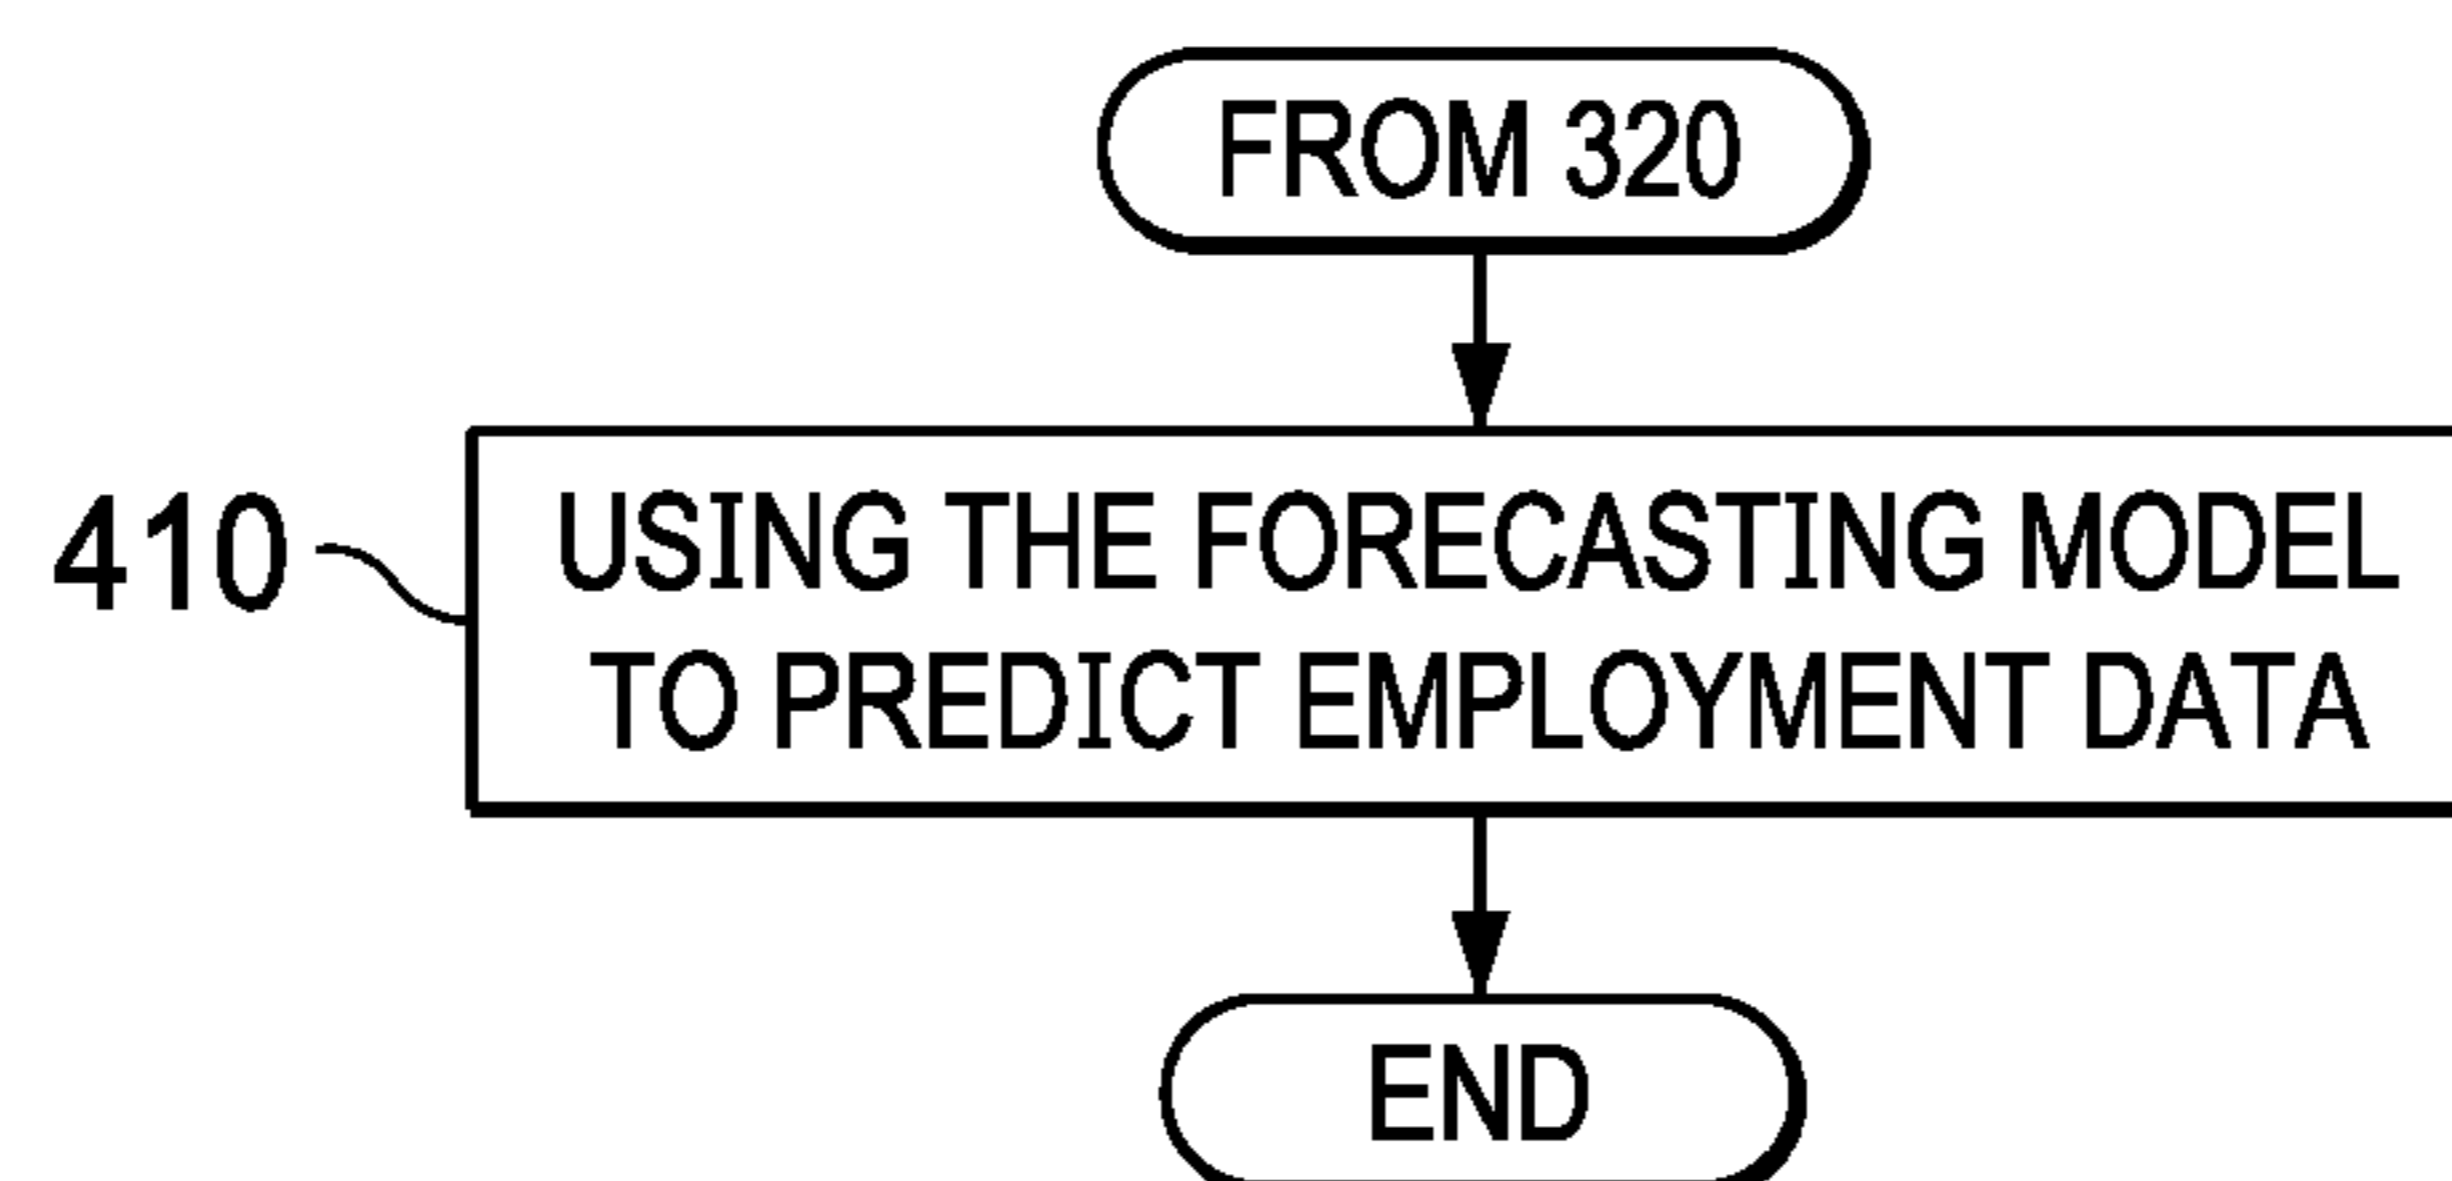 FROM 320
410
USING THE FORECASTING MODEL
TO PREDICT EMPLOYMENT DATA
END